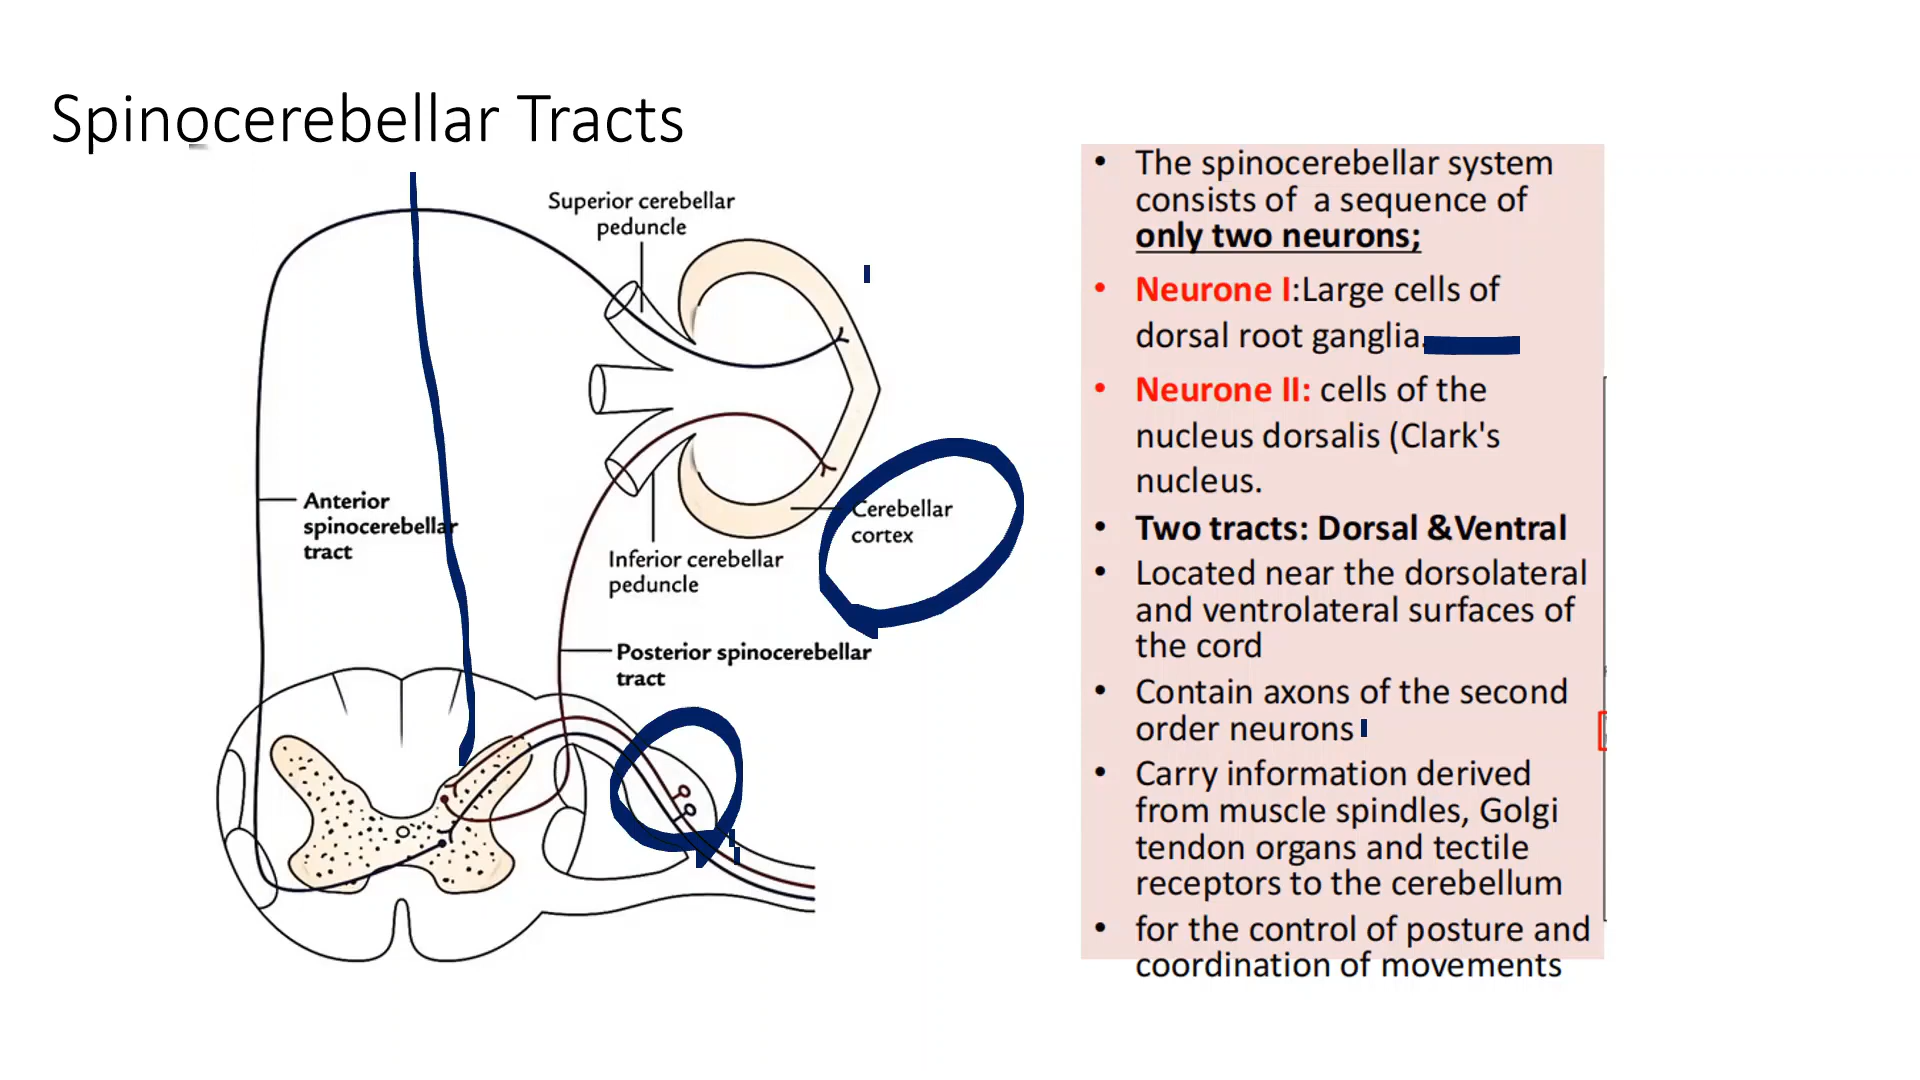 Spinocerebellar Tracts
Superior cerebellar
peduncle
Anterior
spinocerebellar
tract
Cerebellar
cortex
Inferior cerebellar
peduncle
Posterior spinocerebellar
tract
• The spinocerebellar system
consists of a sequence of
only two neurons;
• Neurone I:Large cells of
dorsal root ganglia.
• Neurone II: cells of the
nucleus dorsalis (Clark's
nucleus.
• Two tracts: Dorsal &Ventral
• Located near the dorsolateral
and ventrolateral surfaces of
the cord
• Contain axons of the second
order neurons
• Carry information derived
from muscle spindles, Golgi
tendon organs and tectile
receptors to the cerebellum
• for the control of posture and
coordination of movements